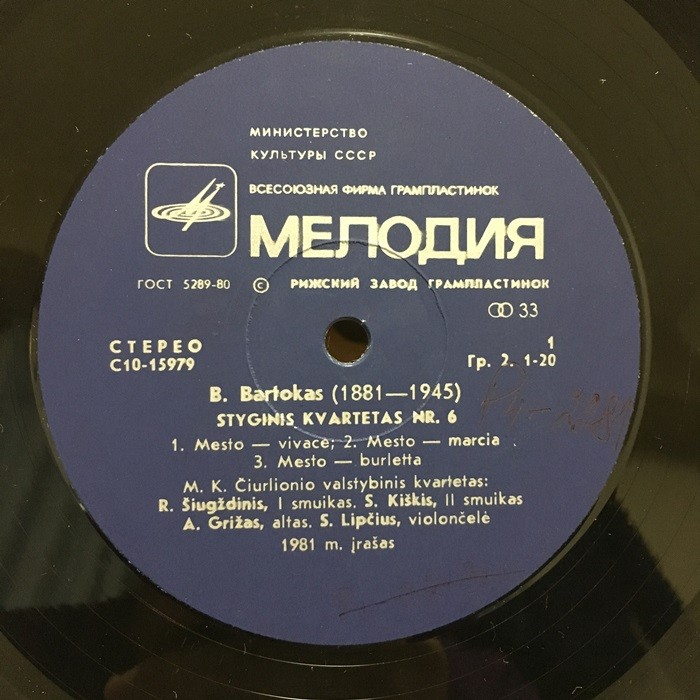 МИНИСТЕРСТВО
КУЛЬТУРЫ СССР
ВСЕСОЮЗНАЯ ФИРМА ГРАМПЛАСТИНОК
МЕЛОДИЯ
ГОСТ 5289-80 © РИЖСКИЙ ЗАВОД ГРАМПЛАСТИНОК
33
СТЕРЕО 1
С10-15979 Гр. 2. 1-20
B. Bartokas (1881—1945)
STYGINIS KVARTETAS NR. 6
1. Mesto — vivace; 2. Mesto — marcia
3. Mesto — burletta
M. K. Čiurlionio valstybinis kvartetas:
R. Šiugždinis, I smuikas. S. Kiškis, II smuikas
A. Grižas, altas. S. Lipčius, violončelė
1981 m. įrašas